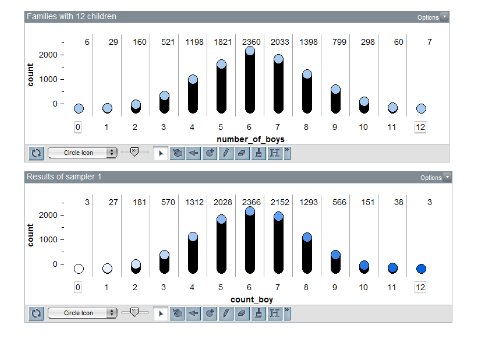 Families with 12 children Options
6 29 160 521 1198 1821 2360 2033 1398 799 298 60 7
2000
1000
0
count
0 1 2 3 4 5 6 7 8 9 10 11 12
number_of_boys
Circle Icon
Results of sampler 1 Options
3 27 181 570 1312 2028 2366 2152 1293 566 151 38 3
2000
1000
0
count
0 1 2 3 4 5 6 7 8 9 10 11 12
count_boy
Circle Icon